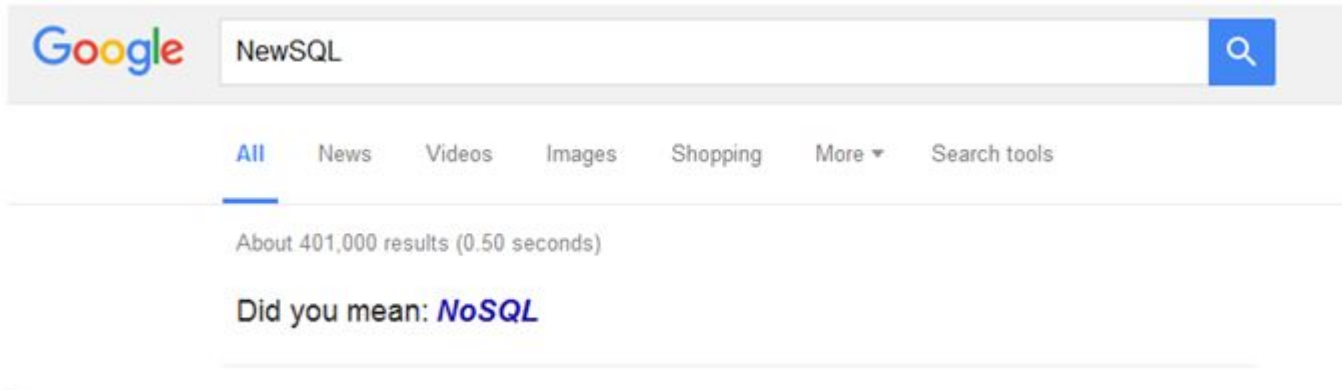 Google NewSQL
All News Videos Images Shopping More Search tools
About 401,000 results (0.50 seconds)
Did you mean: NoSQL